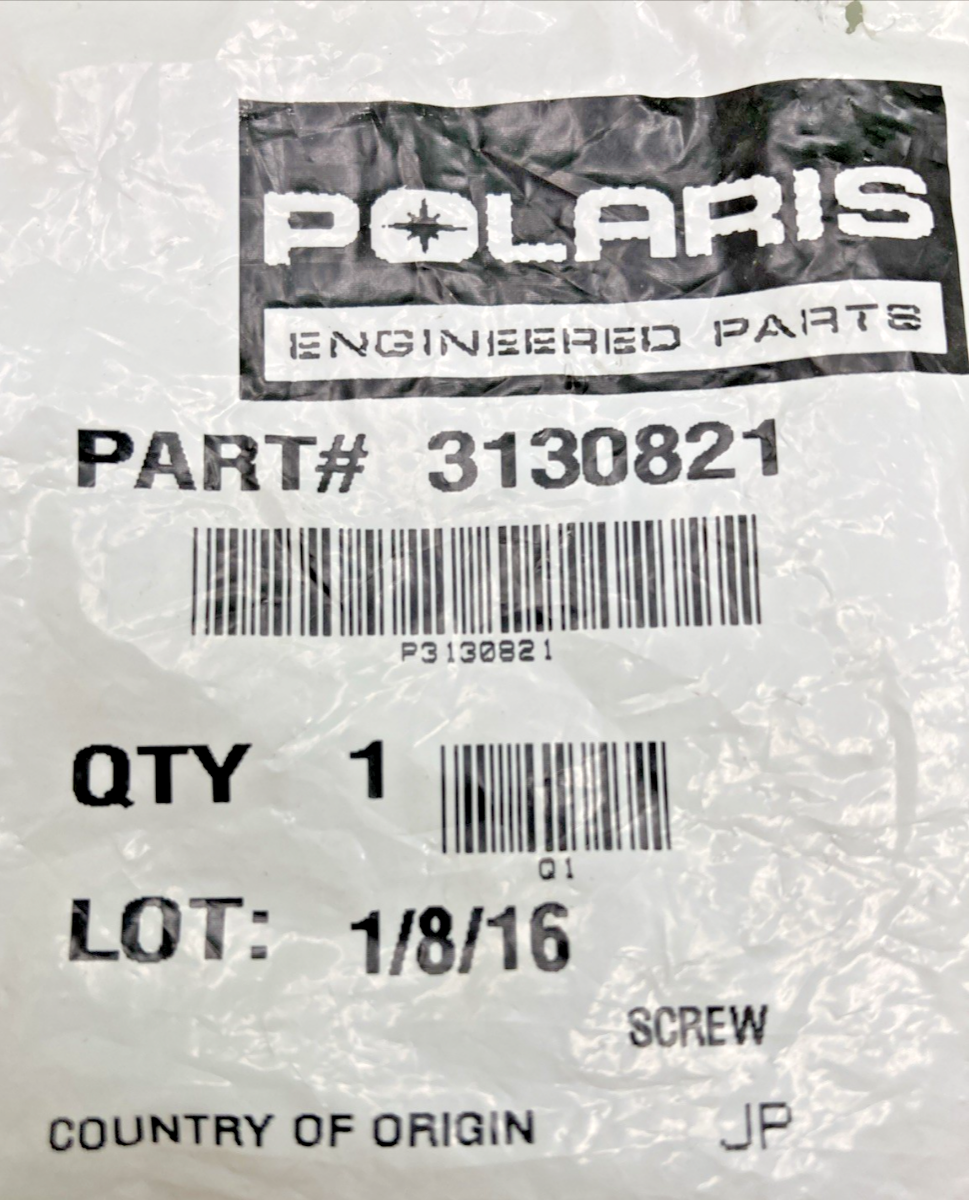 POLARIS
ENGINEERED PARTS
PART# 3130821
P3130821
QTY 1
Q1
LOT: 1/8/16
SCREW
COUNTRY OF ORIGIN JP